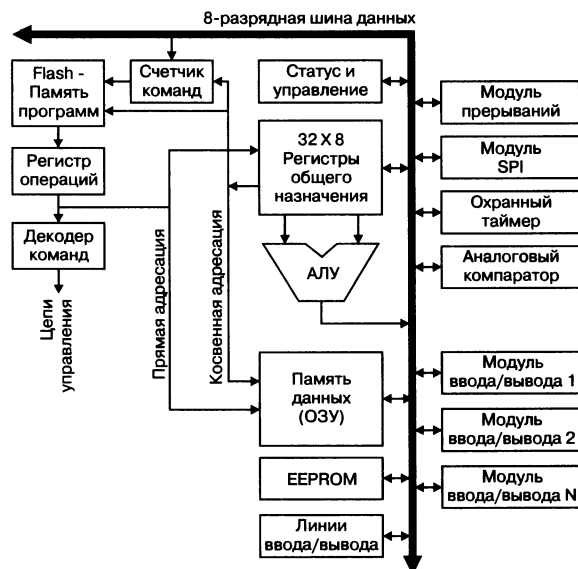 8-разрядная шина данных
Flash -
Память
программ
Счетчик
команд
Статус и
управление
Модуль
прерываний
32 X 8
Регистры
общего
назначения
Модуль
SPI
Регистр
операций
Охранный
таймер
Декодер
команд
Аналоговый
компаратор
АЛУ
Цепи
управления
Прямая адресация
Косвенная адресация
Память
данных
(ОЗУ)
Модуль
ввода/вывода 1
Модуль
ввода/вывода 2
EEPROM
Модуль
ввода/вывода N
Линии
ввода/вывода